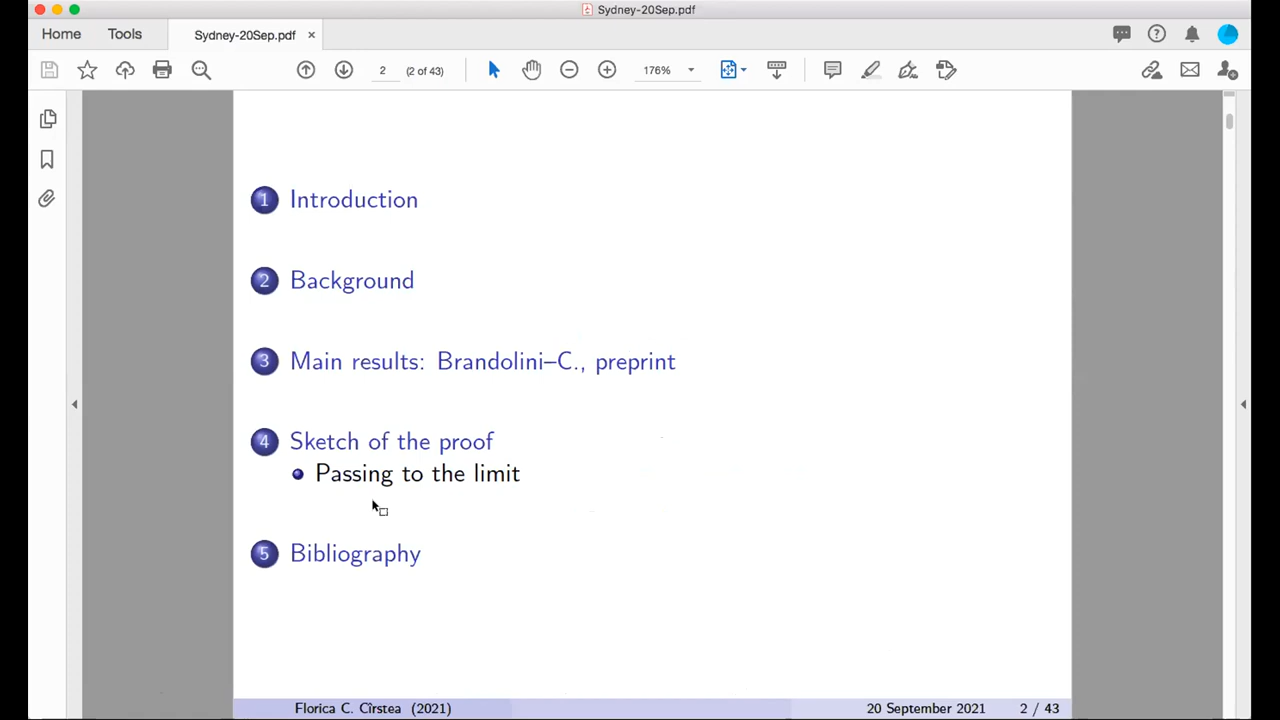 Sydney-20Sep.pdf
Home Tools Sydney-20Sep.pdf ×
2 (2 of 43) 176%
1 Introduction
2 Background
3 Main results: Brandolini–C., preprint
4 Sketch of the proof
Passing to the limit
5 Bibliography
Florica C. Cîrstea (2021) 20 September 2021 2 / 43